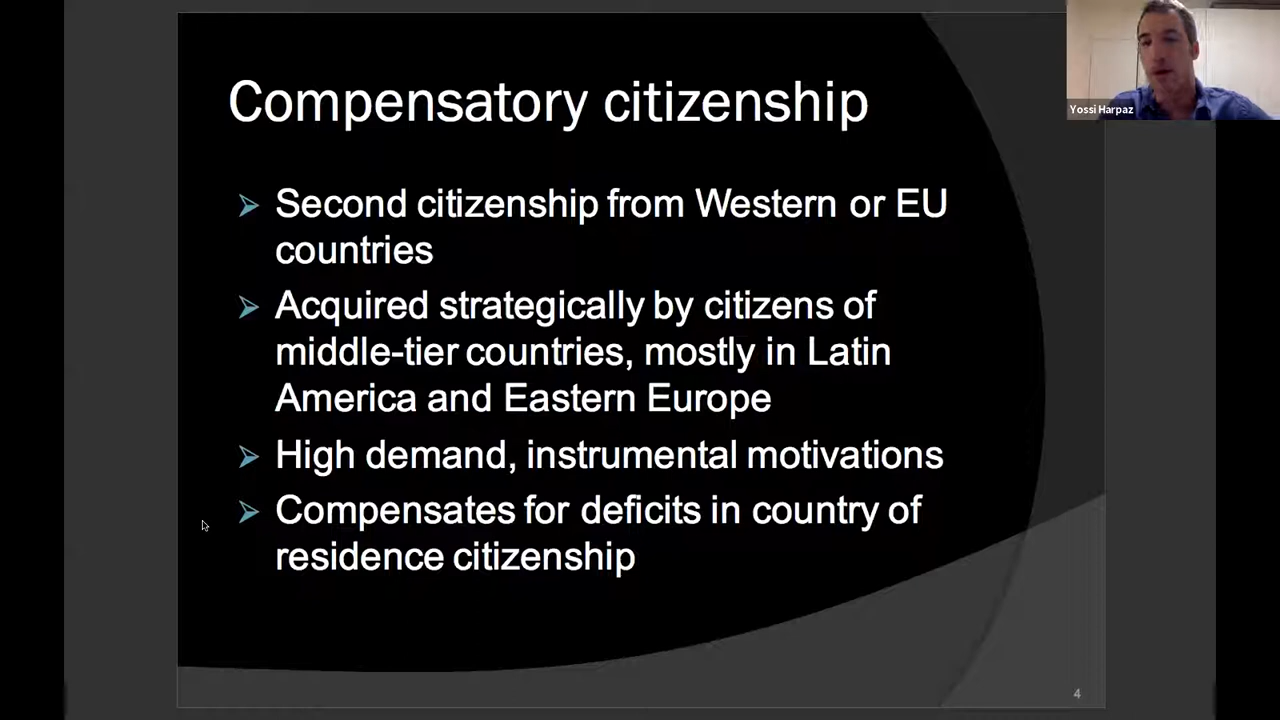 Compensatory citizenship
Yossi Harpaz
Second citizenship from Western or EU
countries
Acquired strategically by citizens of
middle-tier countries, mostly in Latin
America and Eastern Europe
High demand, instrumental motivations
Compensates for deficits in country of
residence citizenship
4